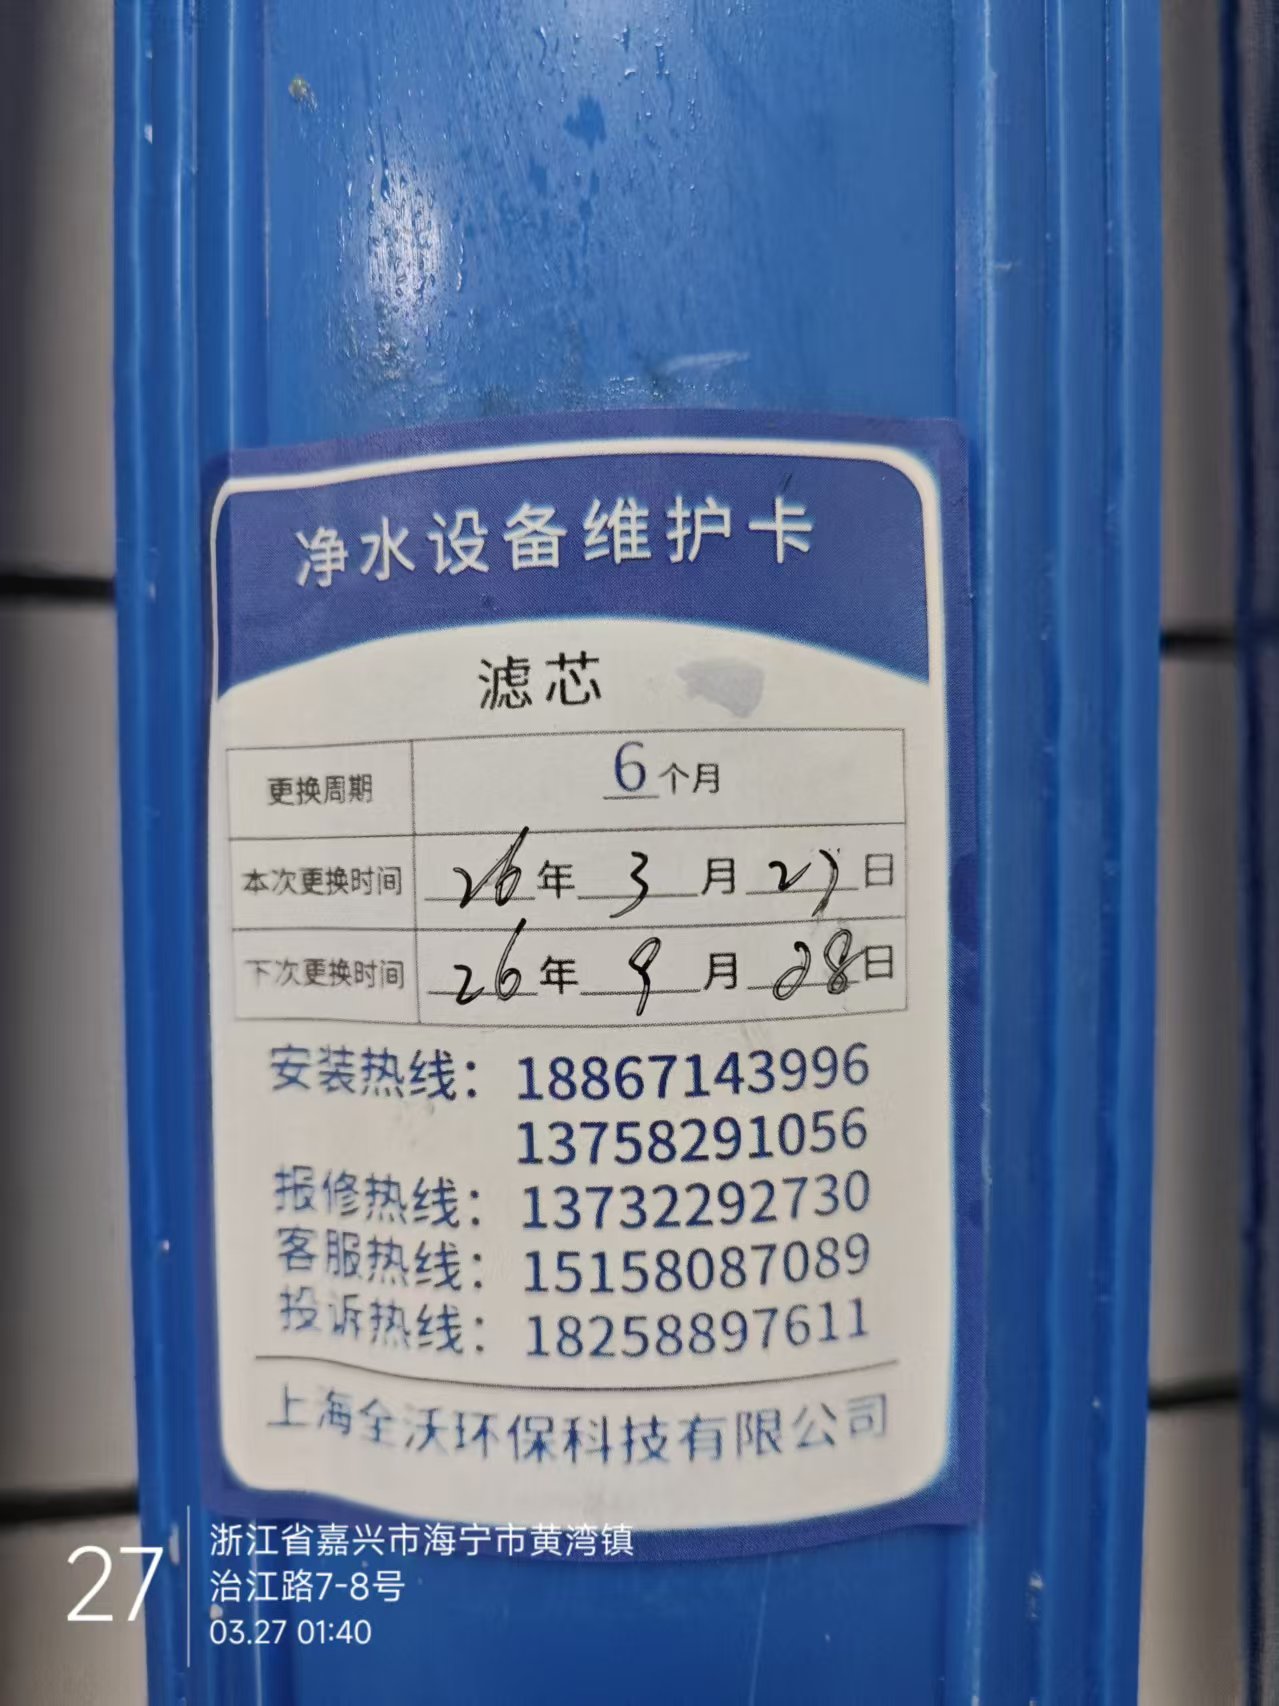 净水设备维护卡
滤芯
更换周期 6个月
本次更换时间 26年3月27日
下次更换时间 26年9月28日
安装热线：18867143996
13758291056
报修热线：13732292730
客服热线：15158087089
投诉热线：18258897611
上海全沃环保科技有限公司
27
浙江省嘉兴市海宁市黄湾镇
治江路7-8号
03.27 01:40